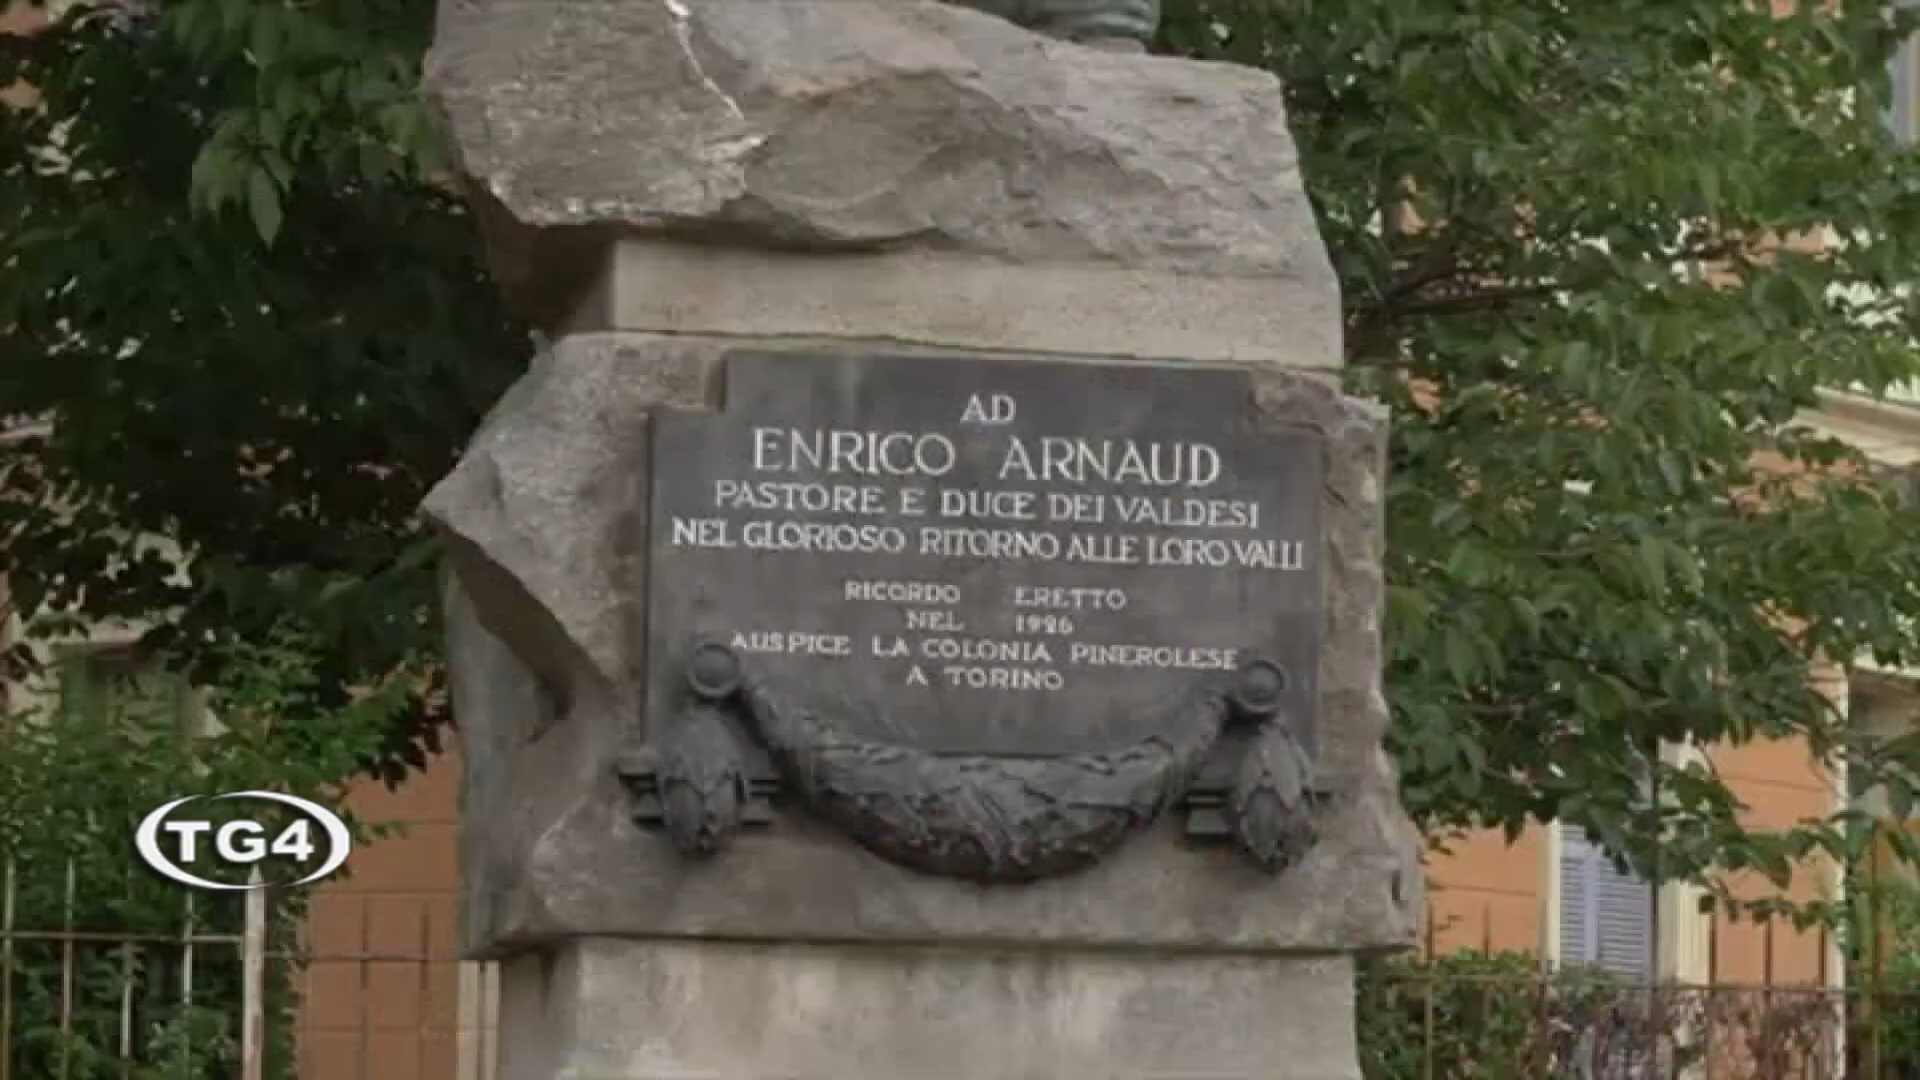 AD
ENRICO ARNAUD
PASTORE E DUCE DEI VALDESI
NEL GLORIOSO RITORNO ALLE LORO VALLI
RICORDO ERETTO
NEL 1926
AUSPICE LA COLONIA PINEROLESE
A TORINO
TG4